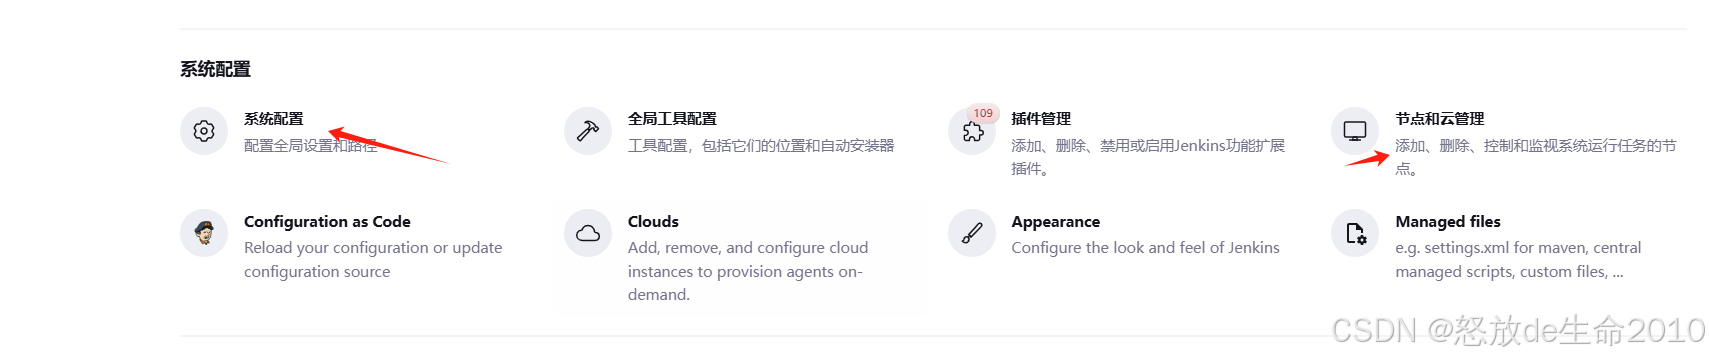 系统配置
系统配置
配置全局设置和路径
全局工具配置
工具配置，包括它们的位置和自动安装器
109
插件管理
添加、删除、禁用或启用Jenkins功能扩展
插件。
节点和云管理
添加、删除、控制和监视系统运行任务的节
点。
Configuration as Code
Reload your configuration or update
configuration source
Clouds
Add, remove, and configure cloud
instances to provision agents on-
demand.
Appearance
Configure the look and feel of Jenkins
Managed files
e.g. settings.xml for maven, central
managed scripts, custom files, ...
CSDN @怒放de生命2010